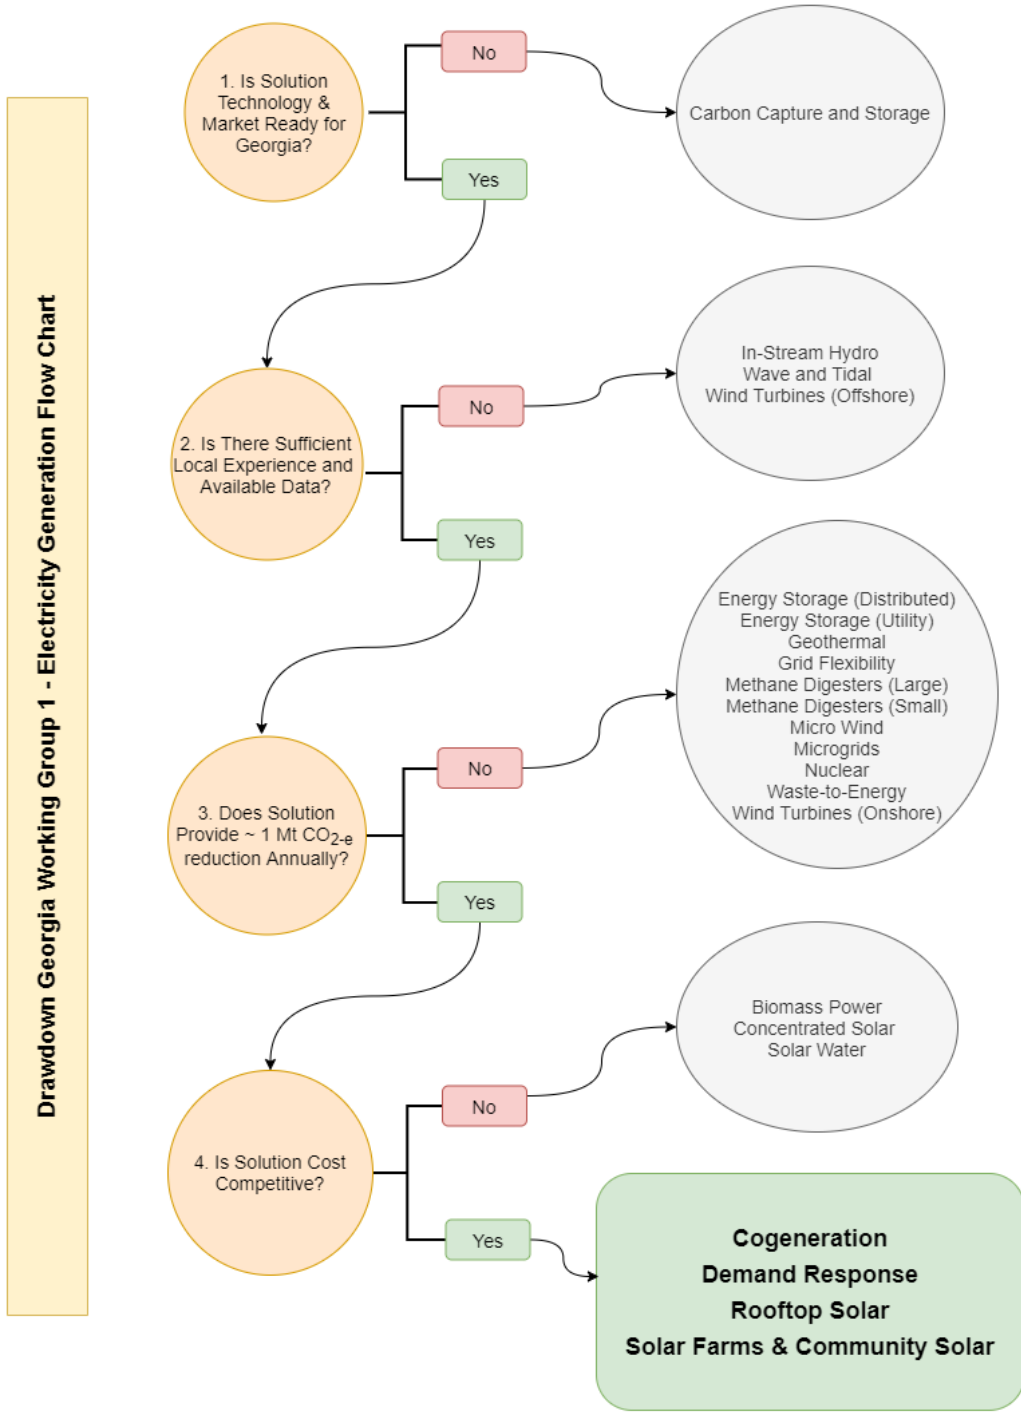 Drawdown Georgia Working Group 1 - Electricity Generation Flow Chart
1. Is Solution
Technology &
Market Ready for
Georgia?
No
Carbon Capture and Storage
Yes
2. Is There Sufficient
Local Experience and
Available Data?
No
In-Stream Hydro
Wave and Tidal
Wind Turbines (Offshore)
Yes
3. Does Solution
Provide ~ 1 Mt CO2-e
reduction Annually?
No
Energy Storage (Distributed)
Energy Storage (Utility)
Geothermal
Grid Flexibility
Methane Digesters (Large)
Methane Digesters (Small)
Micro Wind
Microgrids
Nuclear
Waste-to-Energy
Wind Turbines (Onshore)
Yes
4. Is Solution Cost
Competitive?
No
Biomass Power
Concentrated Solar
Solar Water
Yes
Cogeneration
Demand Response
Rooftop Solar
Solar Farms & Community Solar